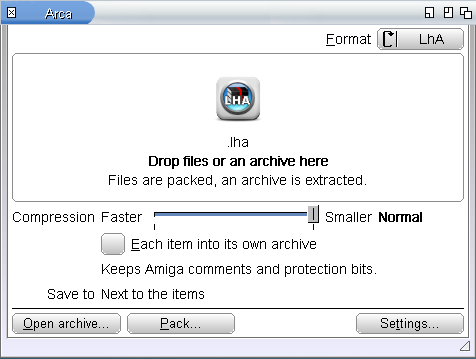 Arca
Format LhA
LHA
.lha
Drop files or an archive here
Files are packed, an archive is extracted.
Compression Faster Smaller Normal
Each item into its own archive
Keeps Amiga comments and protection bits.
Save to Next to the items
Open archive... Pack... Settings...